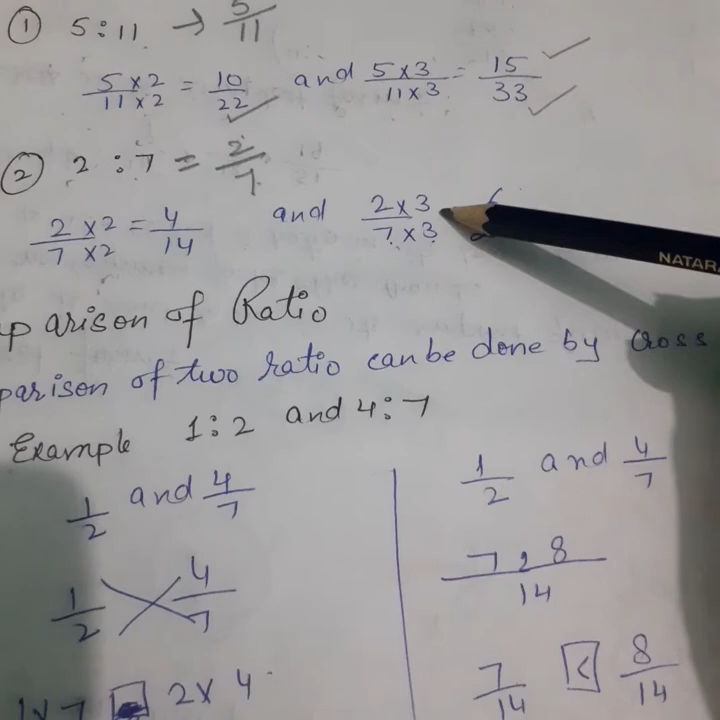 ① 5:11 → 5/11
5×2/11×2 = 10/22 and 5×3/11×3 = 15/33
② 2:7 = 2/7
2×2/7×2 = 4/14 and 2×3/7×3
NATARA
parison of Ratio
parison of two ratio can be done by cross
Example 1:2 and 4:7
1/2 and 4/7
1/2 4/7
1×7 2×4
1/2 and 4/7
7, 8/14
7/14 < 8/14